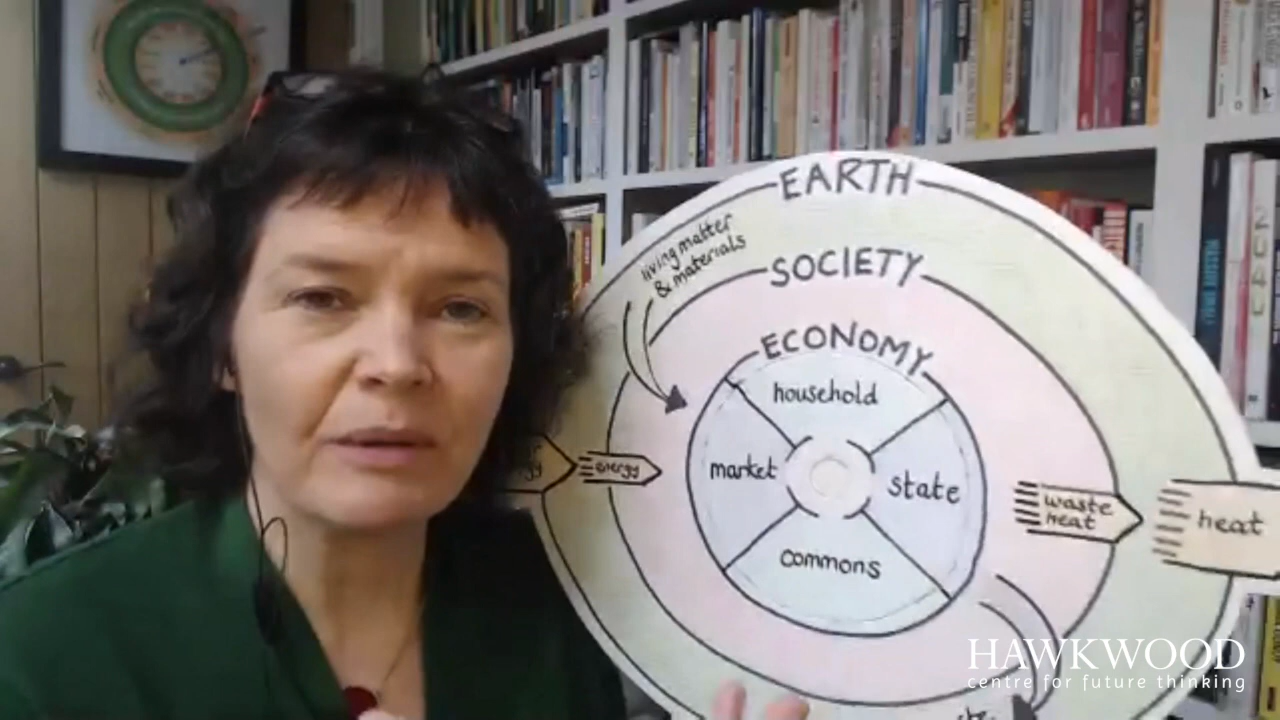 EARTH
living matter
& materials
SOCIETY
ECONOMY
household
market
state
energy
waste
heat
heat
commons
HAWKWOOD
centre for future thinking